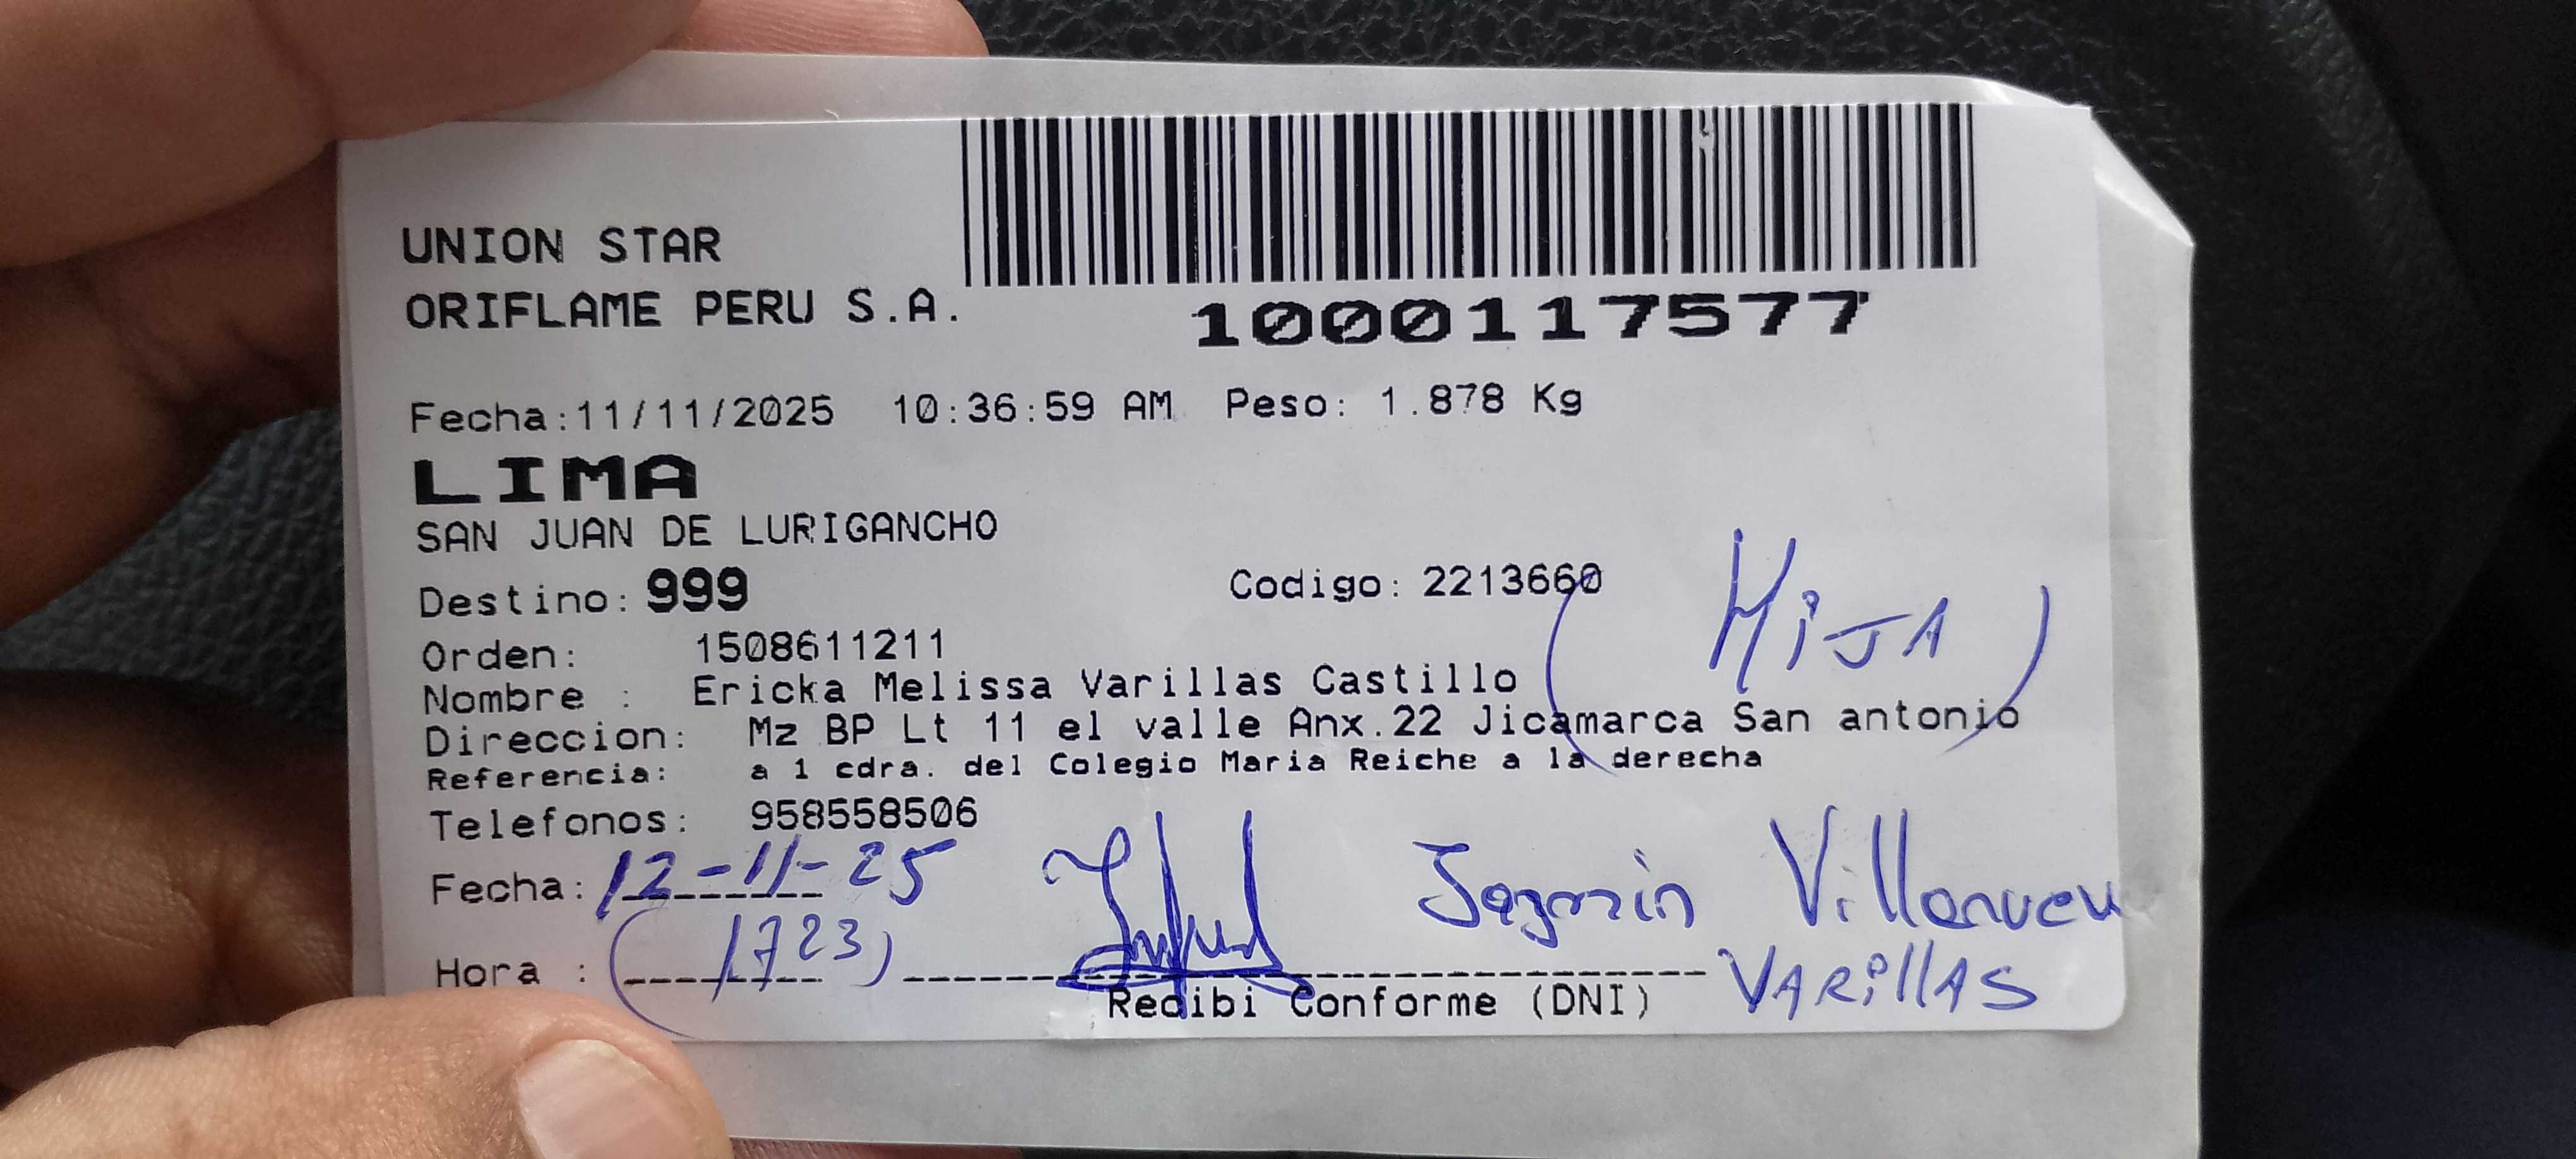 UNION STAR
ORIFLAME PERU S.A.
1000117577
Fecha:11/11/2025 10:36:59 AM Peso: 1.878 Kg
LIMA
SAN JUAN DE LURIGANCHO
Destino: 999 Codigo: 2213660
(HiJA)
Orden: 1508611211
Nombre : Ericka Melissa Varillas Castillo
Direccion: Mz BP Lt 11 el valle Anx.22 Jicamarca San antonio
Referencia: a 1 cdra. del Colegio Maria Reiche a la derecha
Telefonos: 958558506
Fecha: 12-11-25 Villanueva
Hora : (1723) VARillAS
Recibi Conforme (DNI)